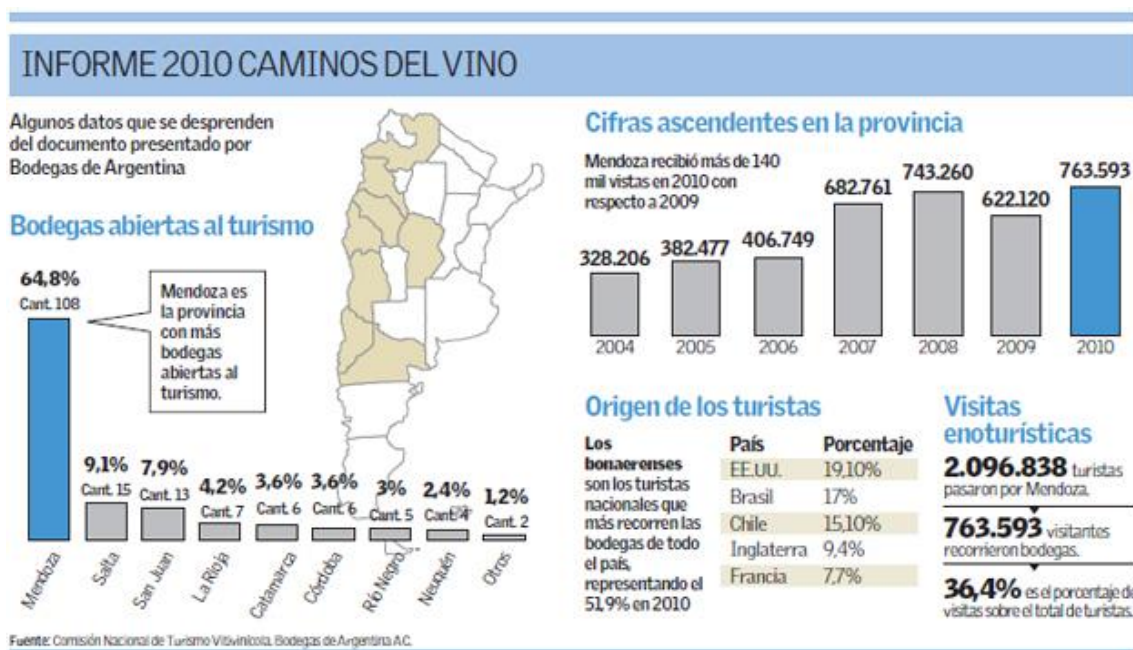 INFORME 2010 CAMINOS DEL VINO
Algunos datos que se desprenden
del documento presentado por
Bodegas de Argentina
Bodegas abiertas al turismo
64,8%
Cant. 108
Mendoza es
la provincia
con más
bodegas
abiertas al
turismo.
9,1%
Cant. 15
7,9%
Cant. 13
4,2%
Cant. 7
3,6%
Cant. 6
3,6%
Cant. 6
3%
Cant. 5
2,4%
Cant. 4
1,2%
Cant. 2
Mendoza
Salta
San Juan
La Rioja
Catamarca
Córdoba
Río Negro
Neuquén
Otros
Cifras ascendentes en la provincia
Mendoza recibió más de 140
mil vistas en 2010 con
respecto a 2009
328.206
382.477
406.749
682.761
743.260
622.120
763.593
2004
2005
2006
2007
2008
2009
2010
Origen de los turistas
Los
bonaerenses
son los turistas
nacionales que
más recorren las
bodegas de todo
el país,
representando el
51,9% en 2010
País Porcentaje
EE.UU. 19,10%
Brasil 17%
Chile 15,10%
Inglaterra 9,4%
Francia 7,7%
Visitas
enoturísticas
2.096.838 turistas
pasaron por Mendoza.
763.593 visitantes
recorrieron bodegas.
36,4% es el porcentaje de
visitas sobre el total de turistas.
Fuente: Comisión Nacional de Turismo Vitivinícola. Bodegas de Argentina A.C.